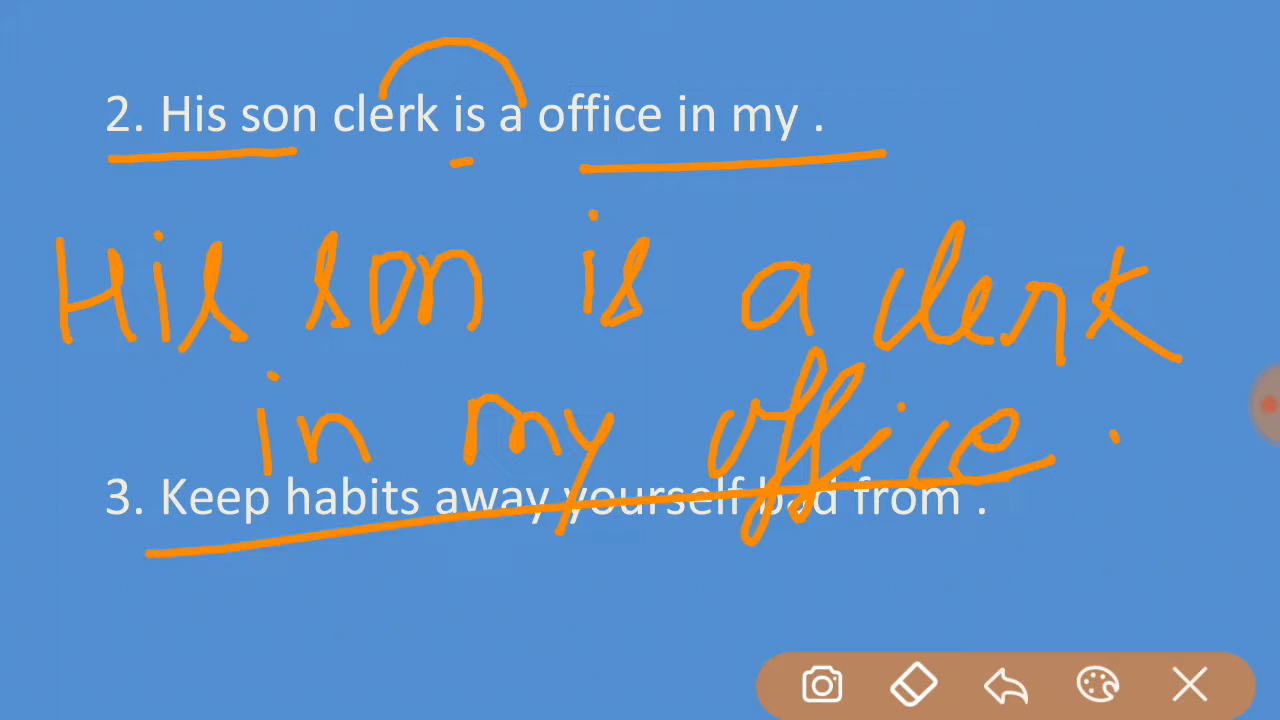 2. His son clerk is a office in my .
His son is a clerk
in my office .
3. Keep habits away yourself bad from .